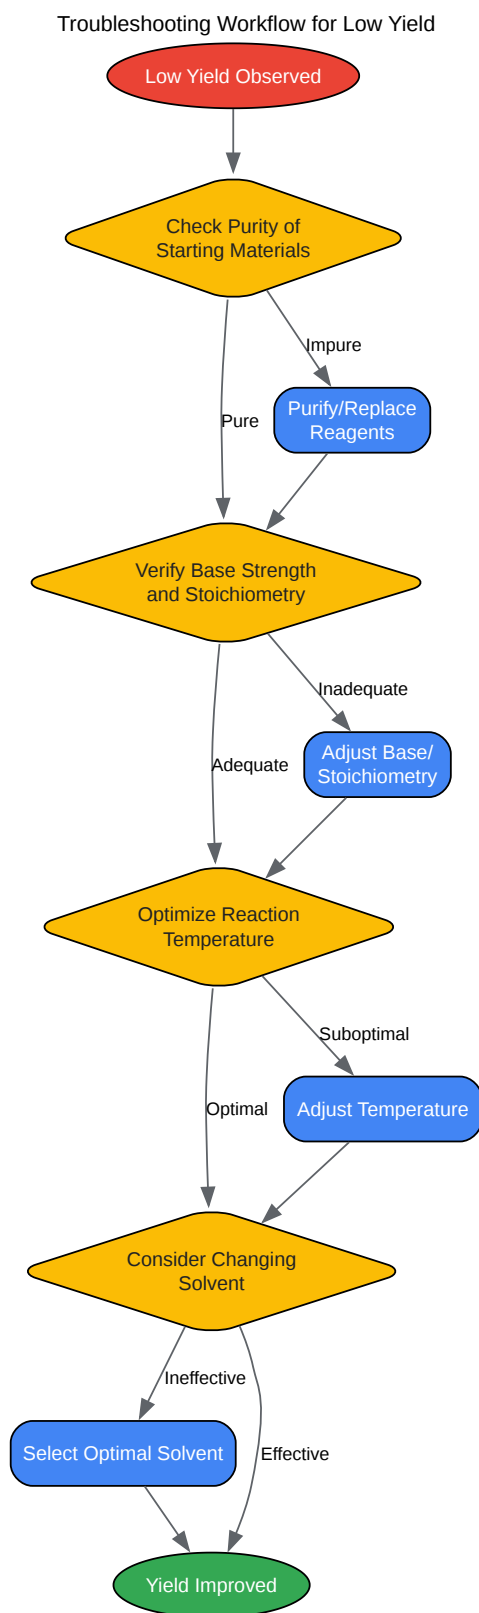 Troubleshooting Workflow for Low Yield
Low Yield Observed
Check Purity of
Starting Materials
Impure
Purify/Replace
Reagents
Pure
Verify Base Strength
and Stoichiometry
Inadequate
Adjust Base/
Stoichiometry
Adequate
Optimize Reaction
Temperature
Suboptimal
Adjust Temperature
Optimal
Consider Changing
Solvent
Ineffective
Select Optimal Solvent
Effective
Yield Improved